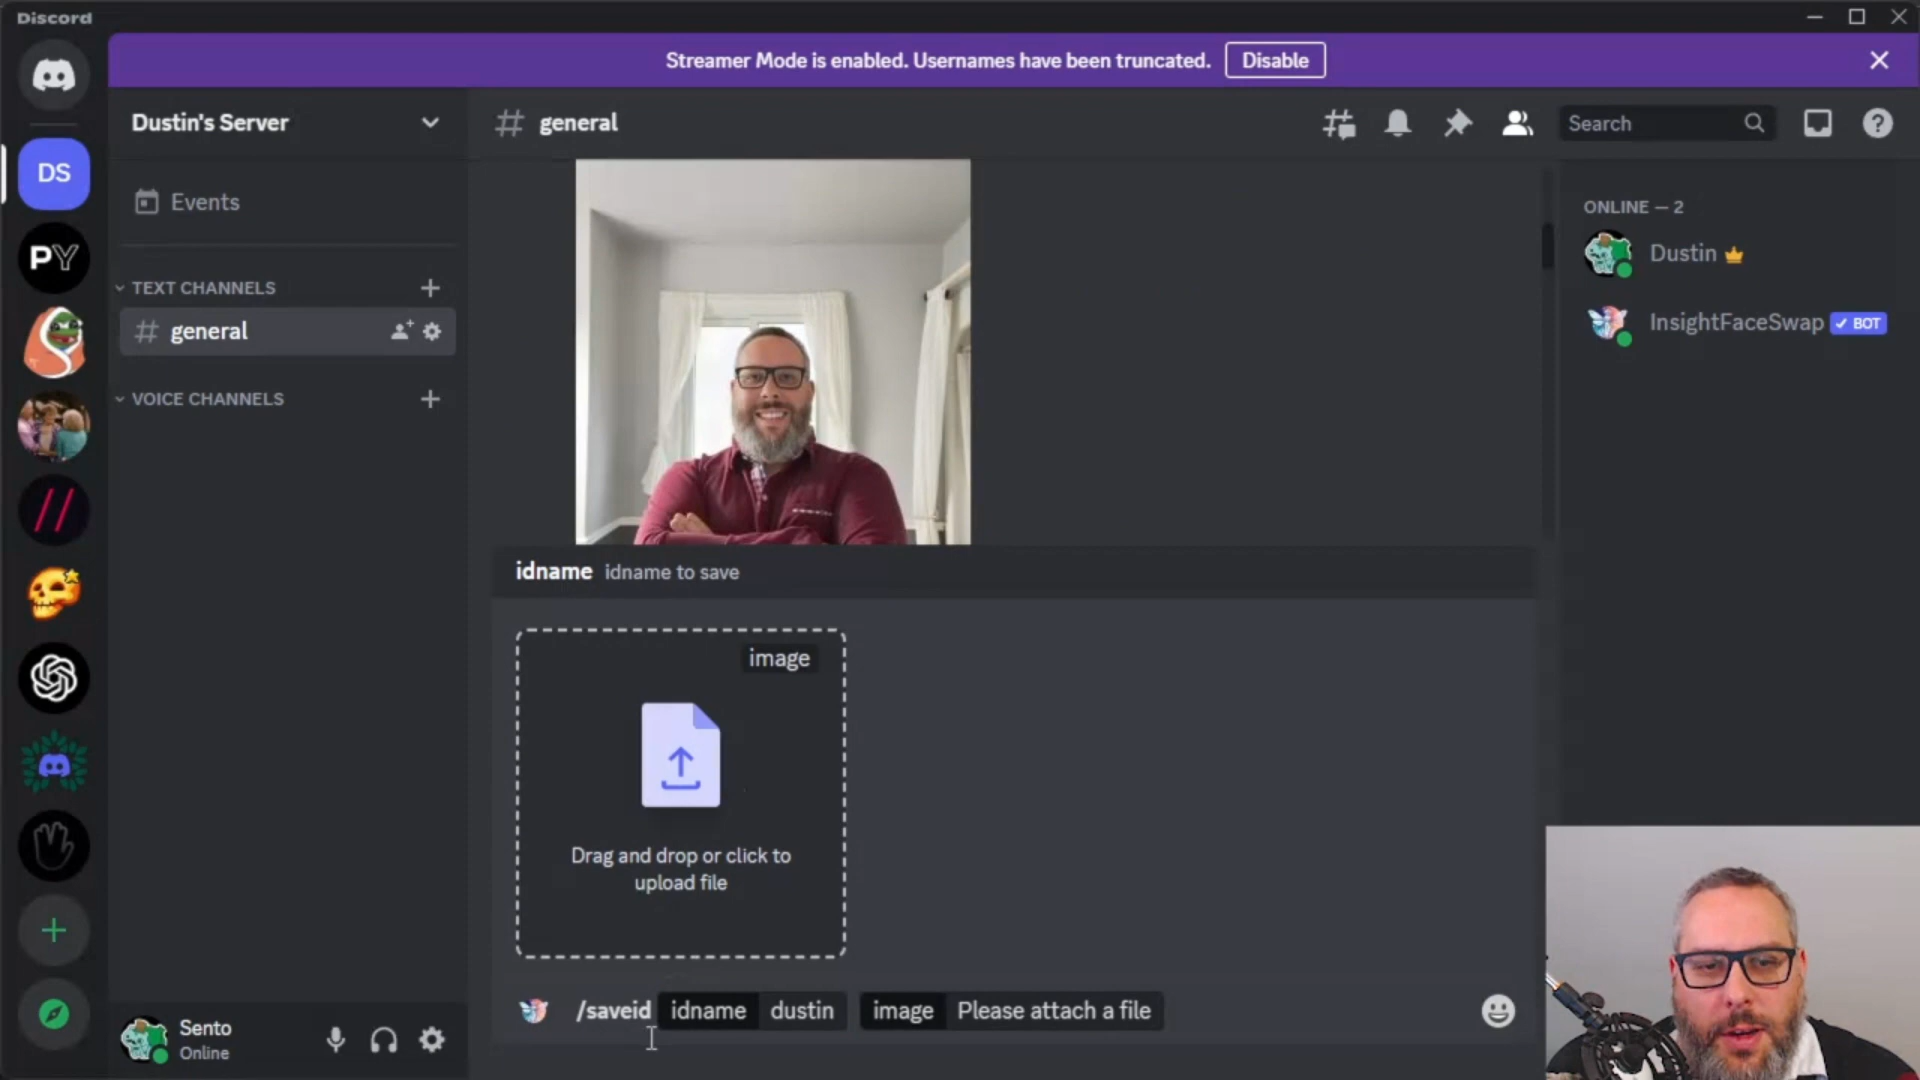 Discord
Streamer Mode is enabled. Usernames have been truncated.
Disable
DS
PY
Dustin's Server
general
Search
Events
TEXT CHANNELS
general
VOICE CHANNELS
ONLINE — 2
Dustin
InsightFaceSwap BOT
idname idname to save
image
Drag and drop or click to
upload file
/saveid idname dustin image Please attach a file
Sento
Online